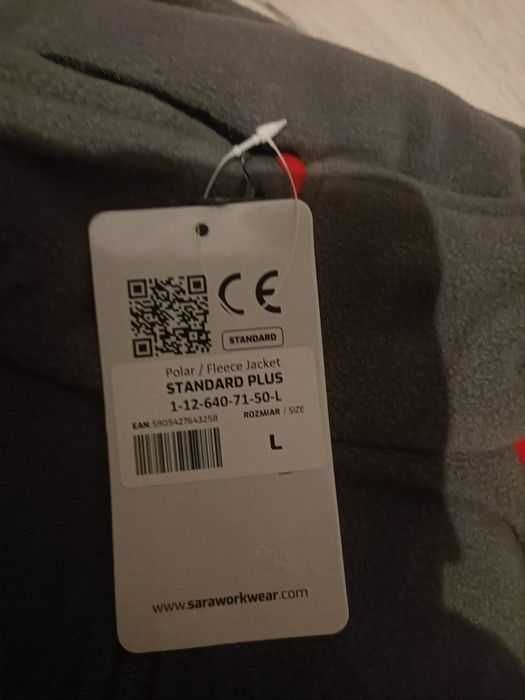 CE
STANDARD
Polar / Fleece Jacket
STANDARD PLUS
1-12-640-71-50-L
EAN: 5905427643258 ROZMIAR / SIZE
L
www.saraworkwear.com